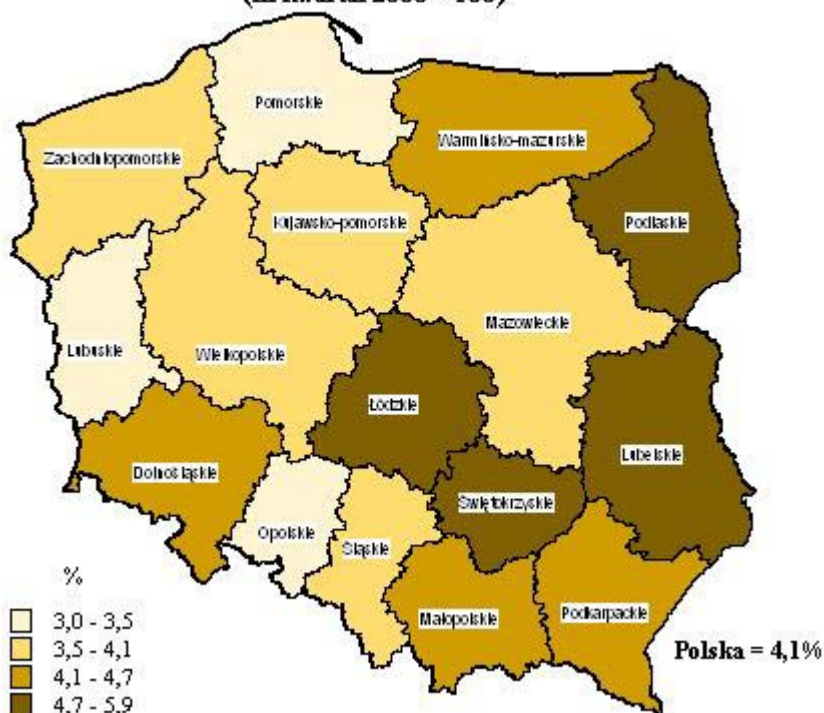 Pomorskie
Warmińsko-mazurskie
Zachodniopomorskie
Kujawsko-pomorskie
Podlaskie
Mazowieckie
Lubuskie
Wielkopolskie
Łódzkie
Lubelskie
Dolnośląskie
Świętokrzyskie
Opolskie
Śląskie
Małopolskie
Podkarpackie
%
3,0 - 3,5
3,5 - 4,1
4,1 - 4,7
4,7 - 5,9
Polska = 4,1%